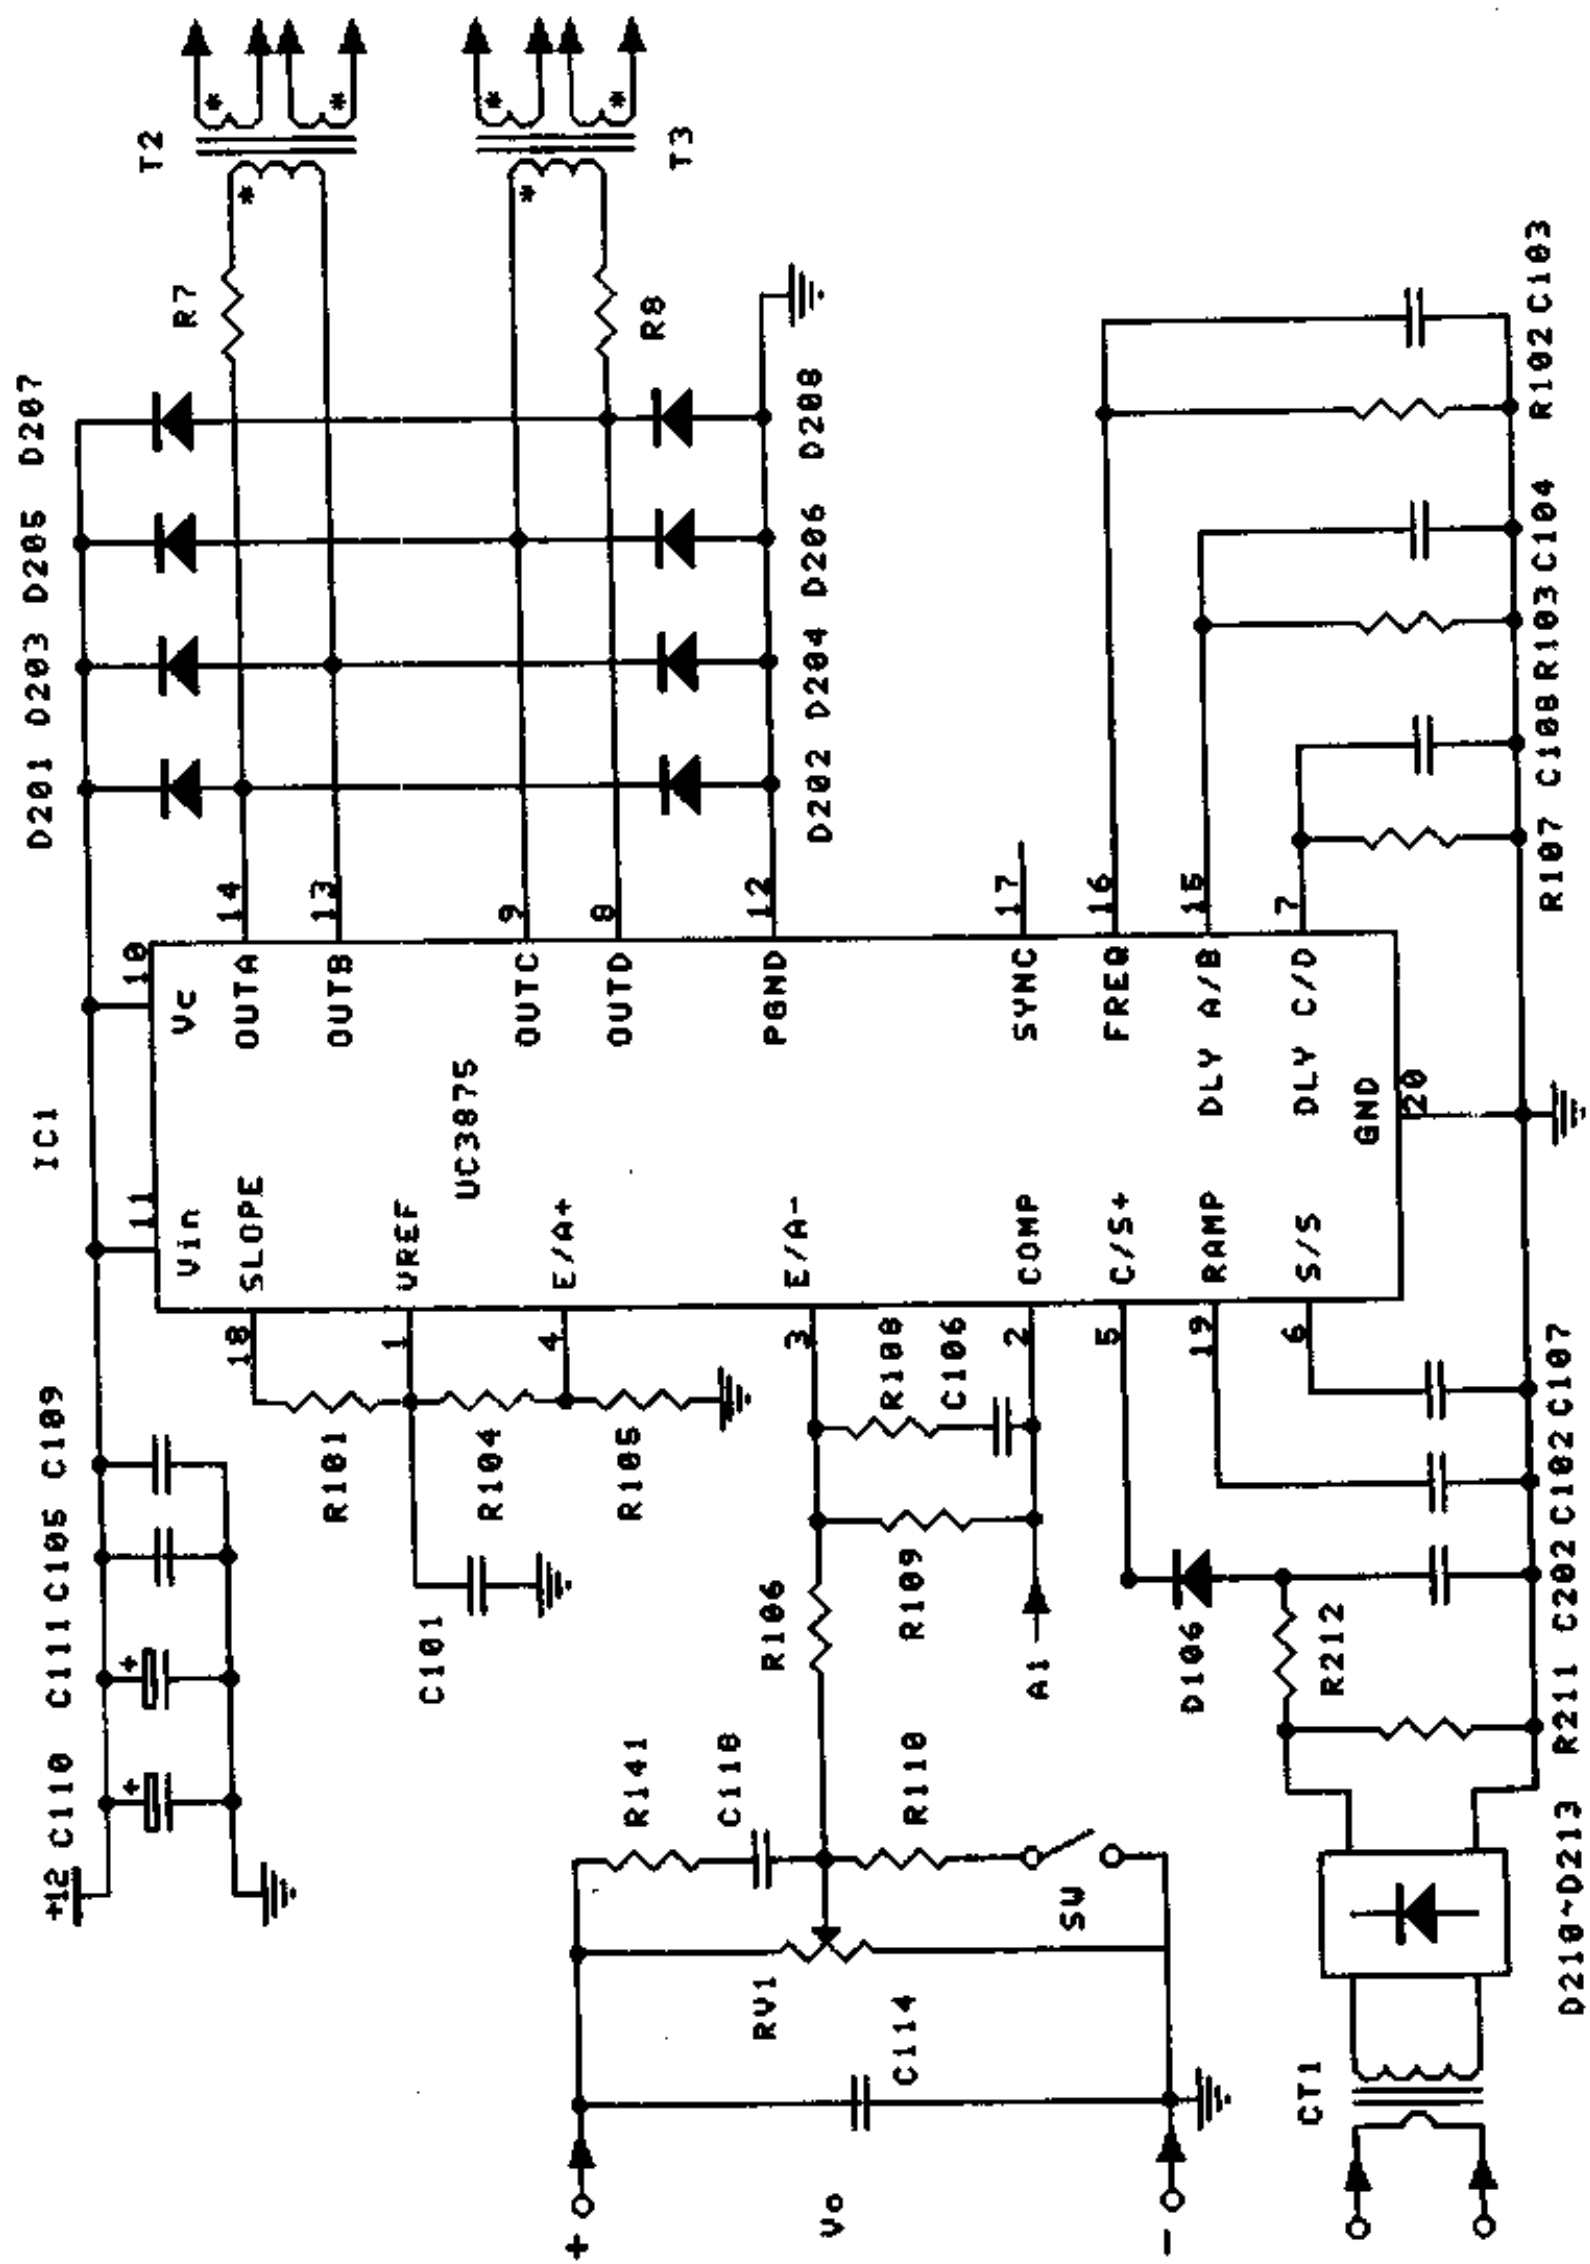 +12 C110 C111 C105 C109
IC1
D201 D203 D205 D207
+
+
11
10
Vin
Vc
18
SLOPE
OUTA
14
R7
T2
*
*
*
R101
1
VREF
OUTB
13
UC3875
R104
4
E/A+
OUTC
9
*
*
*
C101
R105
OUTD
8
R8
T3
+
R141
RV1
C118
R106
3
E/A-
PGND
12
D202 D204 D206 D208
Vo
C114
R110
R109
R108
C106
SW
A1
2
COMP
SYNC
17
5
C/S+
FREQ
16
-
D106
19
RAMP
DLY A/B
15
CT1
R212
6
S/S
DLY C/D
7
GND
20
D210~D213 R211 C202 C102 C107
R107 C108 R103 C104 R102 C103